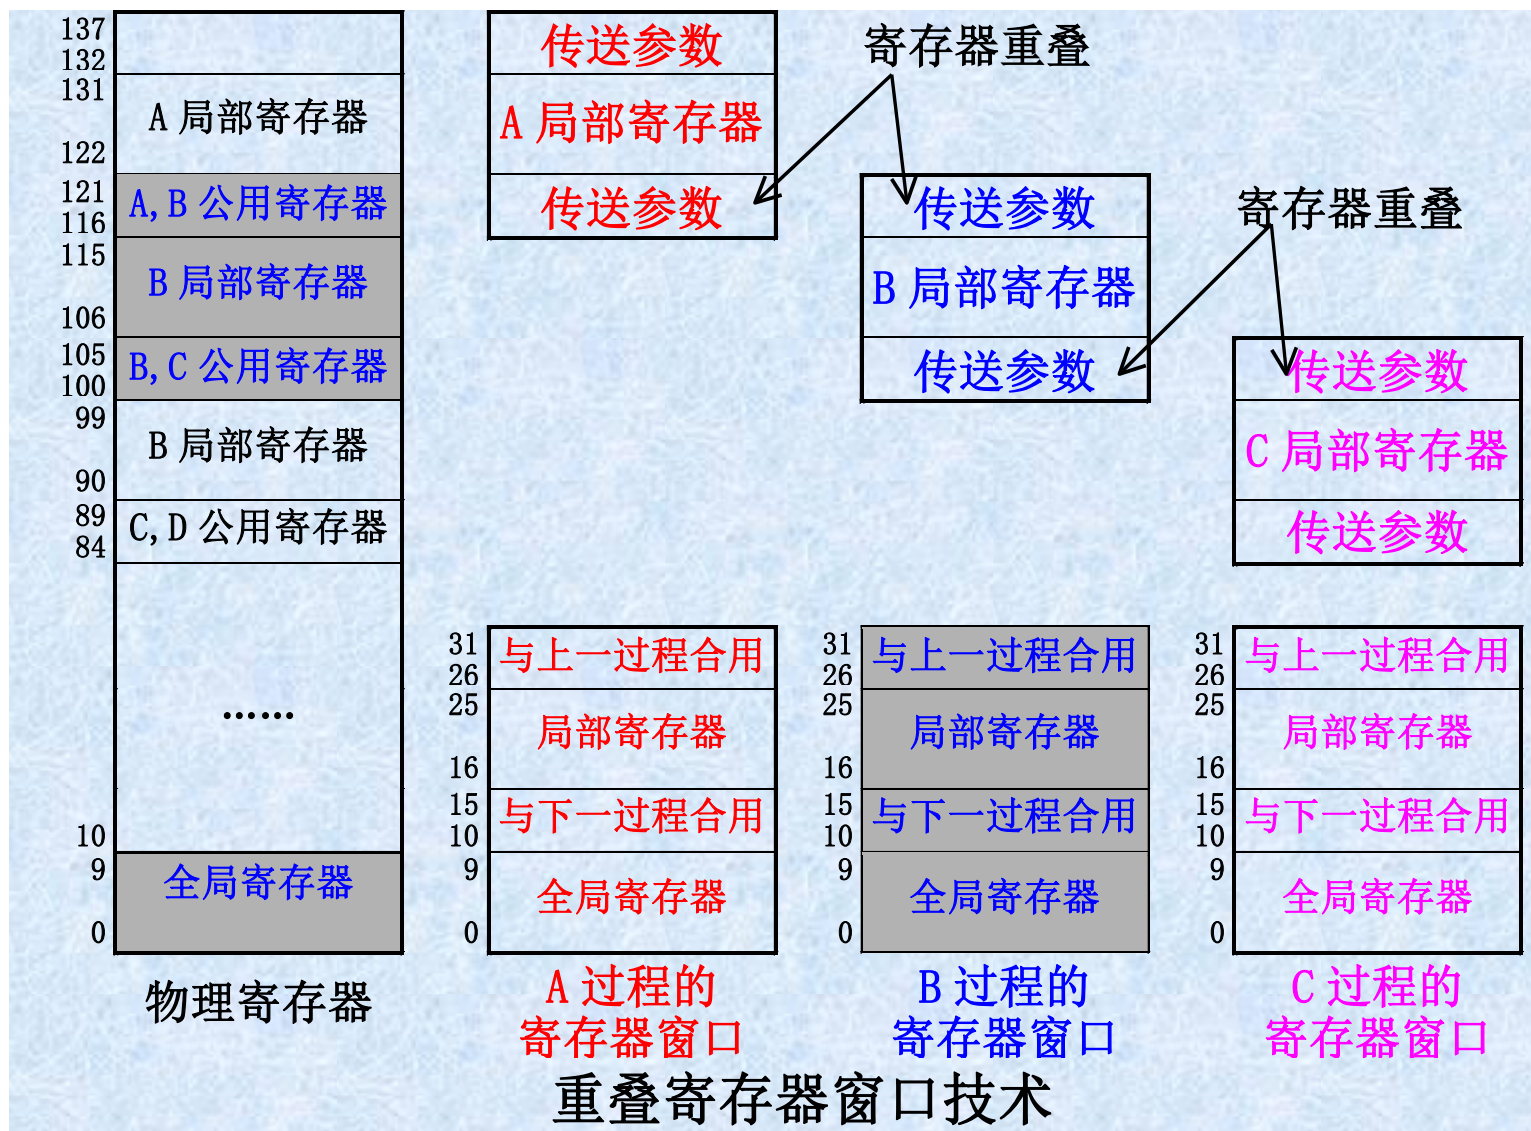 137
132
131
A 局部寄存器
122
121
A,B 公用寄存器
116
115
B 局部寄存器
106
105
B,C 公用寄存器
100
99
B 局部寄存器
90
89
C,D 公用寄存器
84
……
10
9
全局寄存器
0
物理寄存器
传送参数
A 局部寄存器
传送参数
寄存器重叠
传送参数
B 局部寄存器
传送参数
寄存器重叠
传送参数
C 局部寄存器
传送参数
31
与上一过程合用
26
25
局部寄存器
16
15
与下一过程合用
10
9
全局寄存器
0
A 过程的
寄存器窗口
31
与上一过程合用
26
25
局部寄存器
16
15
与下一过程合用
10
9
全局寄存器
0
B 过程的
寄存器窗口
31
与上一过程合用
26
25
局部寄存器
16
15
与下一过程合用
10
9
全局寄存器
0
C 过程的
寄存器窗口
重叠寄存器窗口技术